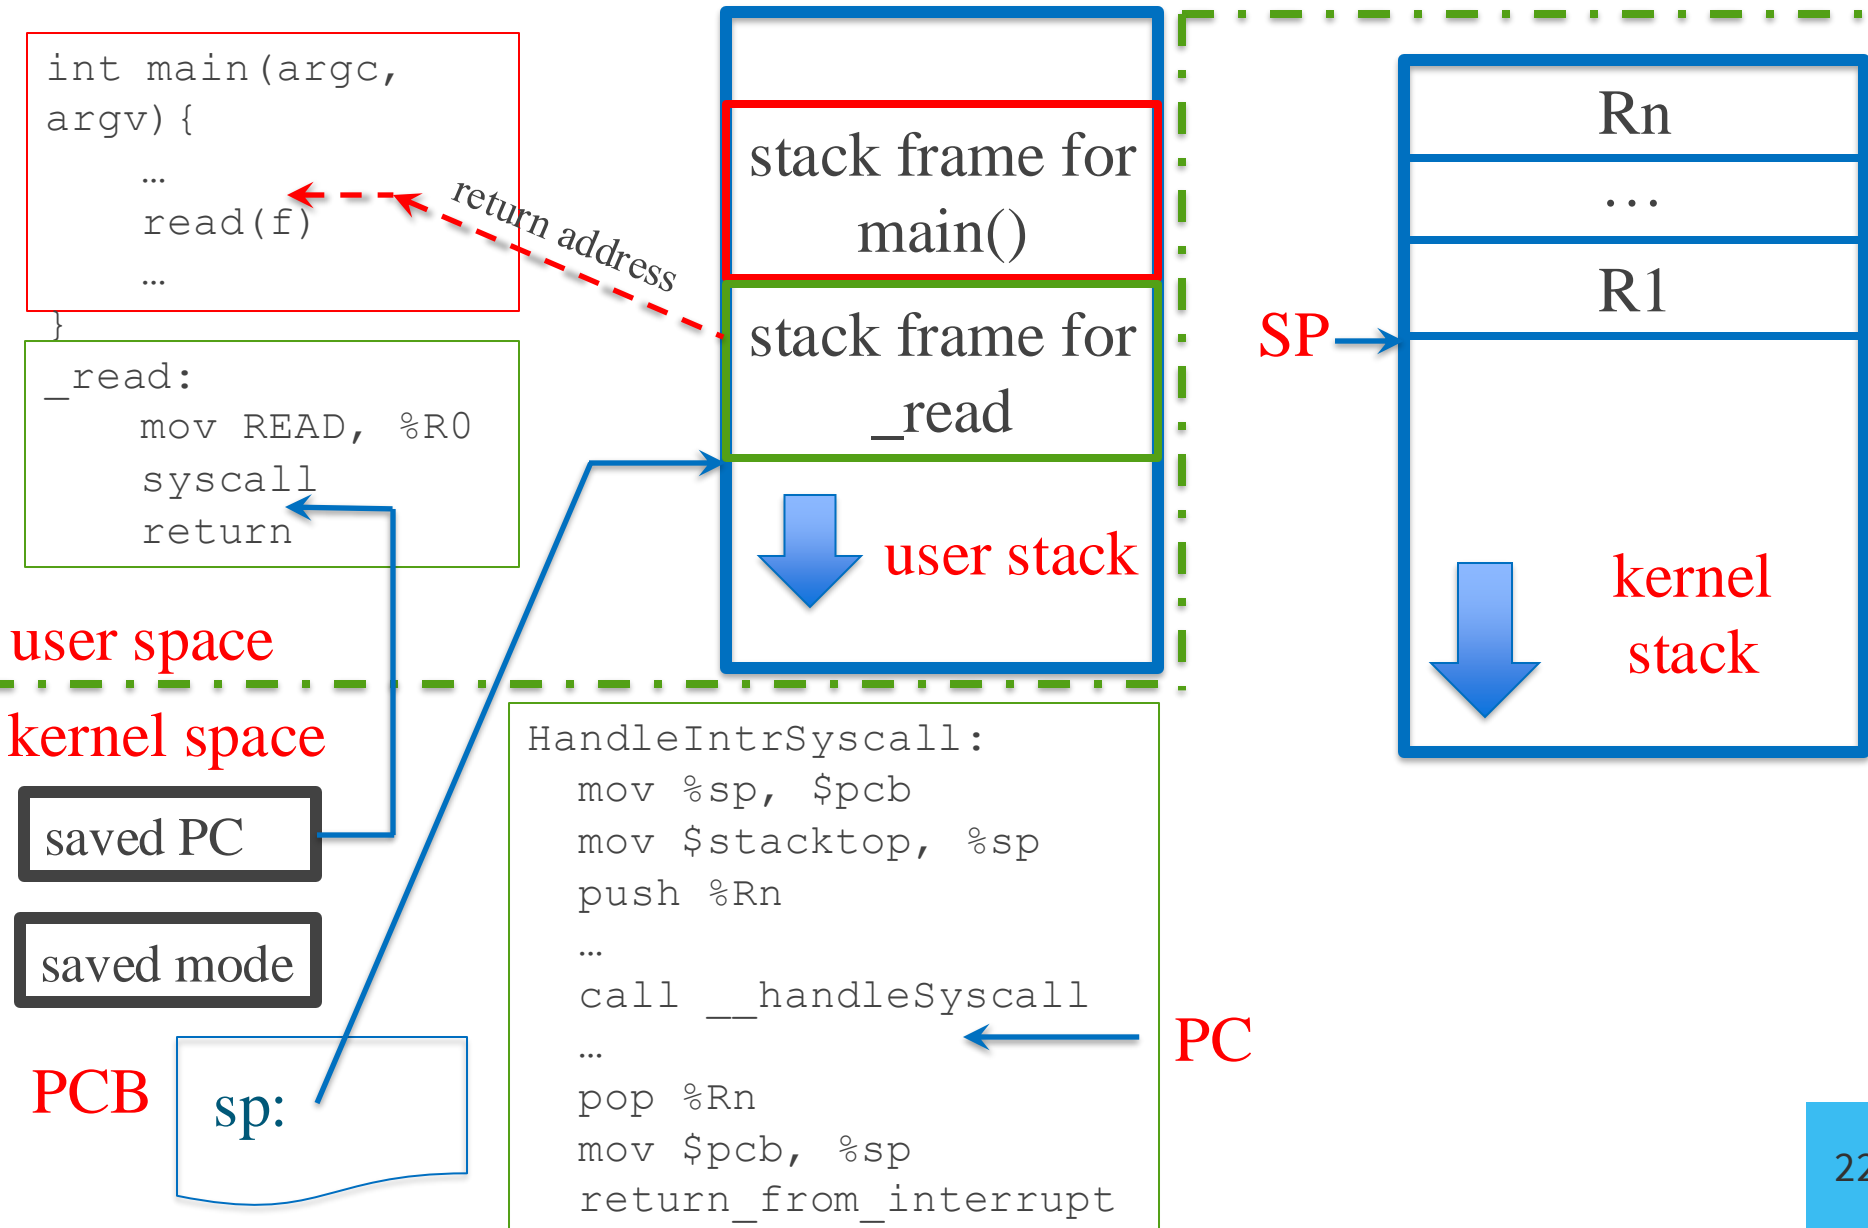 int main(argc,
argv){
…
read(f)
…
}
_read:
mov READ, %R0
syscall
return
user space
kernel space
saved PC
saved mode
PCB
sp:
return address
stack frame for
main()
stack frame for
_read
user stack
HandleIntrSyscall:
mov %sp, $pcb
mov $stacktop, %sp
push %Rn
…
call __handleSyscall
…
pop %Rn
mov $pcb, %sp
return_from_interrupt
PC
SP
Rn
…
R1
kernel
stack
22